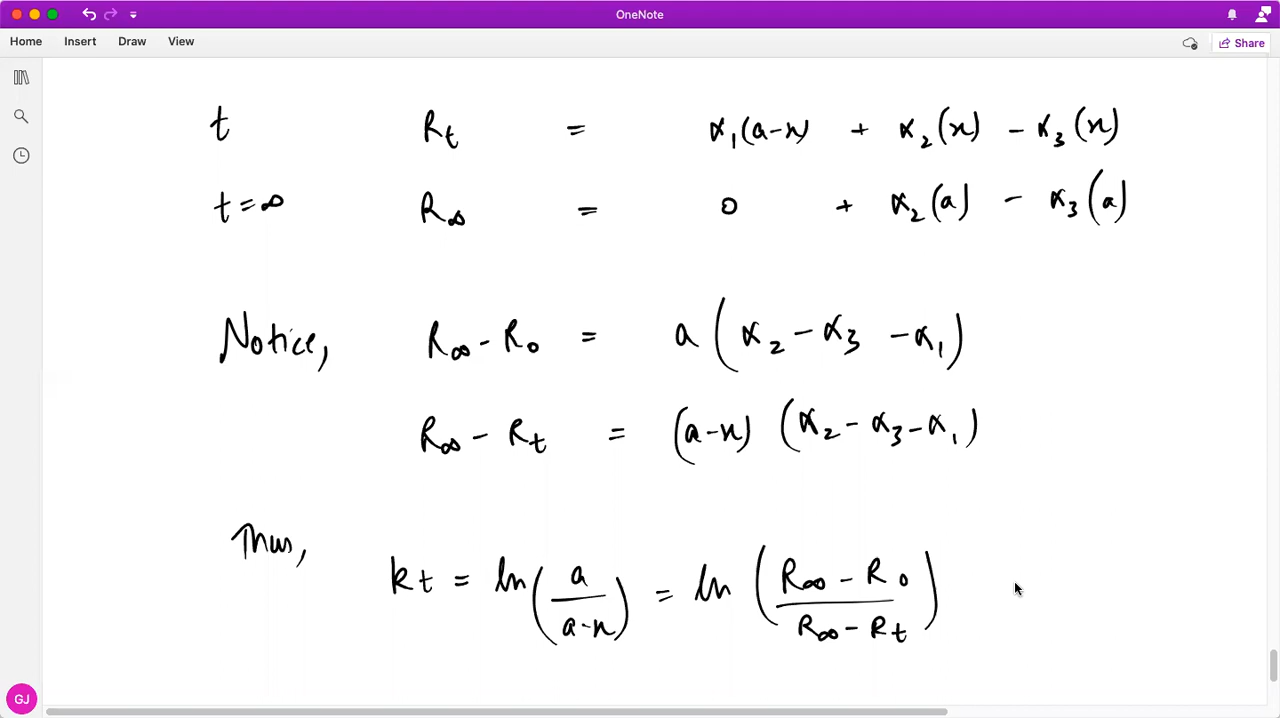 OneNote
Home Insert Draw View Share
t Rt = α₁(a-x) + α₂(x) - α₃(x)
t=∞ R∞ = 0 + α₂(a) - α₃(a)
Notice, R∞ - R₀ = a(α₂ - α₃ - α₁)
R∞ - Rt = (a-x) (α₂ - α₃ - α₁)
Thus,
kt = ln(a/(a-x)) = ln((R∞ - R₀)/(R∞ - Rt))
GJ